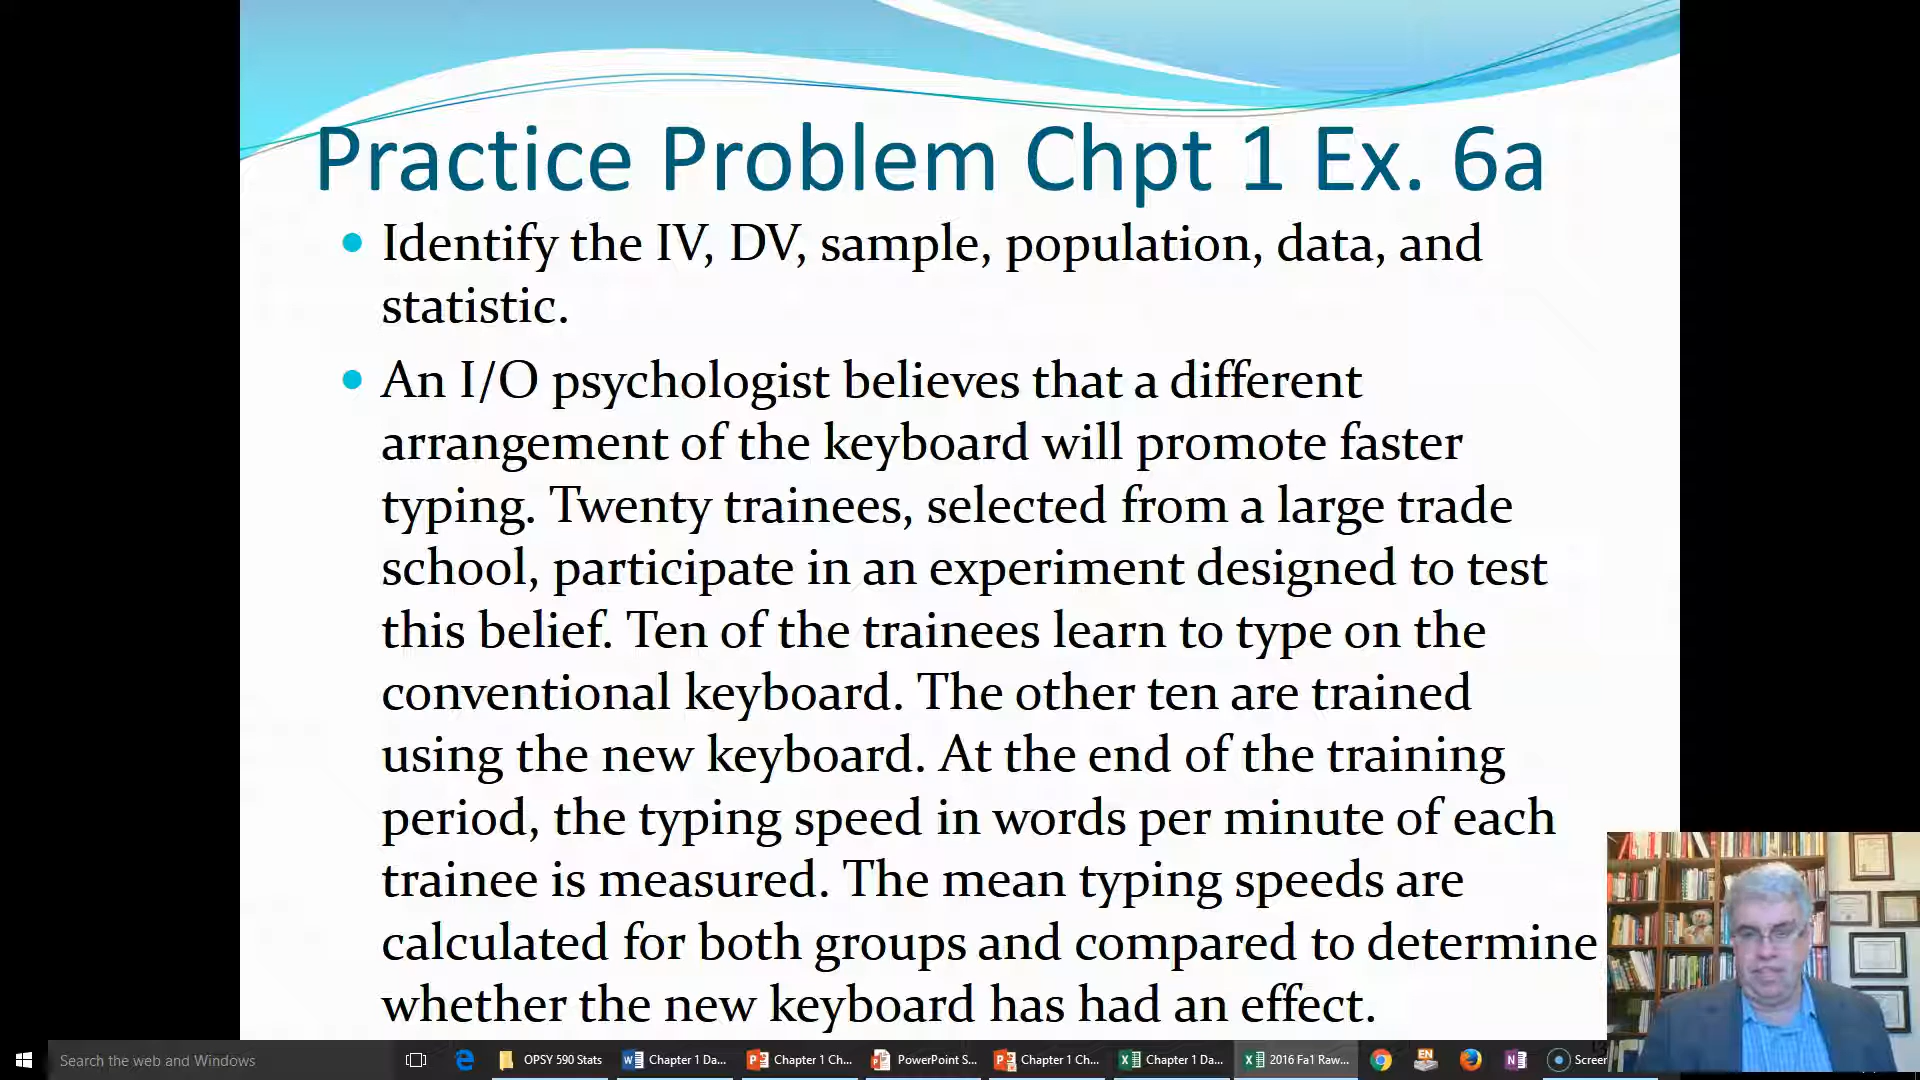 Practice Problem Chpt 1 Ex. 6a
• Identify the IV, DV, sample, population, data, and
statistic.
• An I/O psychologist believes that a different
arrangement of the keyboard will promote faster
typing. Twenty trainees, selected from a large trade
school, participate in an experiment designed to test
this belief. Ten of the trainees learn to type on the
conventional keyboard. The other ten are trained
using the new keyboard. At the end of the training
period, the typing speed in words per minute of each
trainee is measured. The mean typing speeds are
calculated for both groups and compared to determine
whether the new keyboard has had an effect.
Search the web and Windows
OPSY 590 Stats
Chapter 1 Da...
Chapter 1 Ch...
PowerPoint S...
Chapter 1 Ch...
Chapter 1 Da...
2016 Fa1 Raw...
EN
Screen